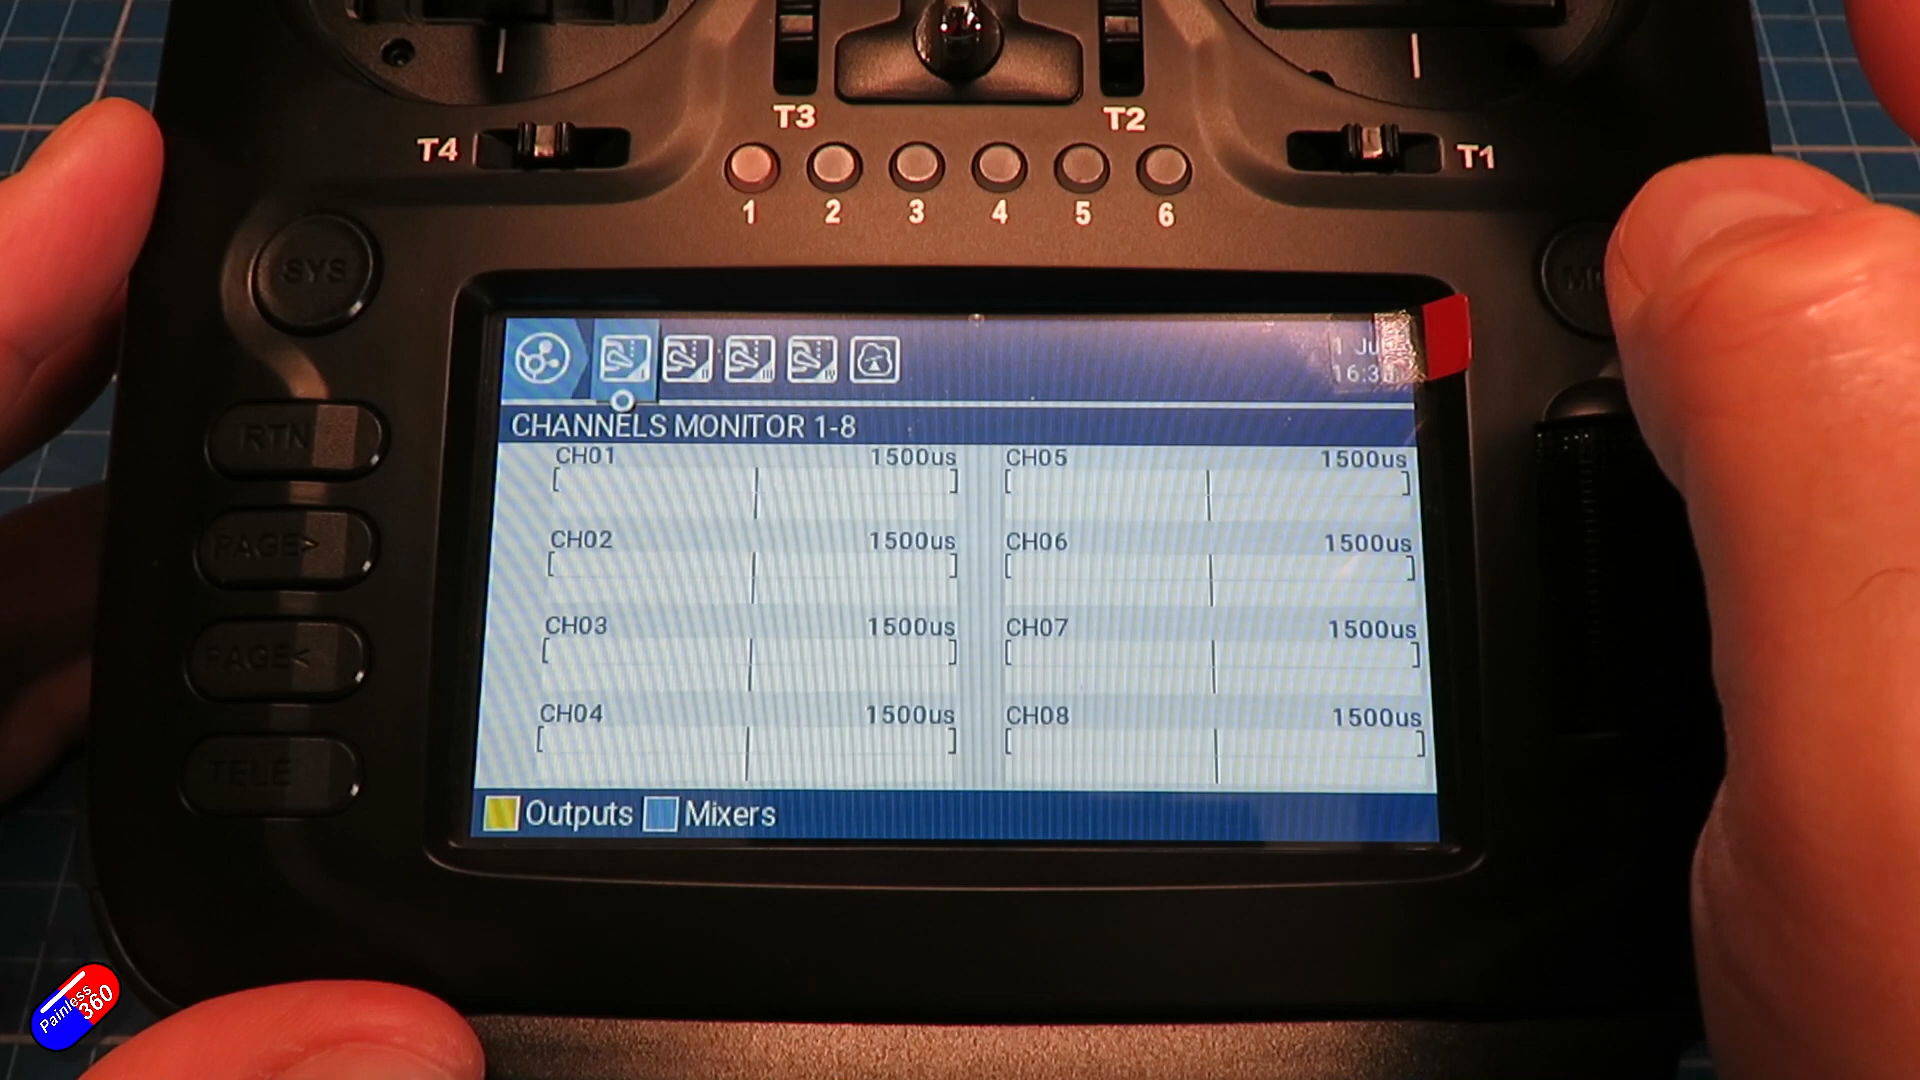 T3
T2
T4
T1
1 2 3 4 5 6
SYS
RTN
PAGE>
PAGE<
TELE
CHANNELS MONITOR 1-8
CH01 1500us
CH05 1500us
CH02 1500us
CH06 1500us
CH03 1500us
CH07 1500us
CH04 1500us
CH08 1500us
Outputs Mixers
Painless
360